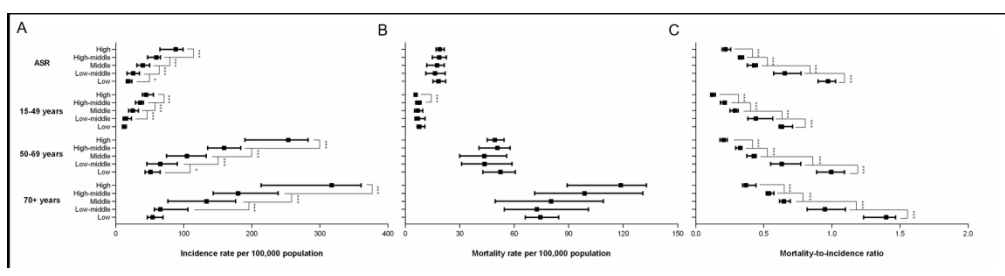 A
B
C
ASR
High
High-middle
Middle
Low-middle
Low
15-49 years
High
High-middle
Middle
Low-middle
Low
50-69 years
High
High-middle
Middle
Low-middle
Low
70+ years
High
High-middle
Middle
Low-middle
Low
0 100 200 300 400
Incidence rate per 100,000 population
0 30 60 90 120 150
Mortality rate per 100,000 population
0.0 0.5 1.0 1.5 2.0
Mortality-to-incidence ratio